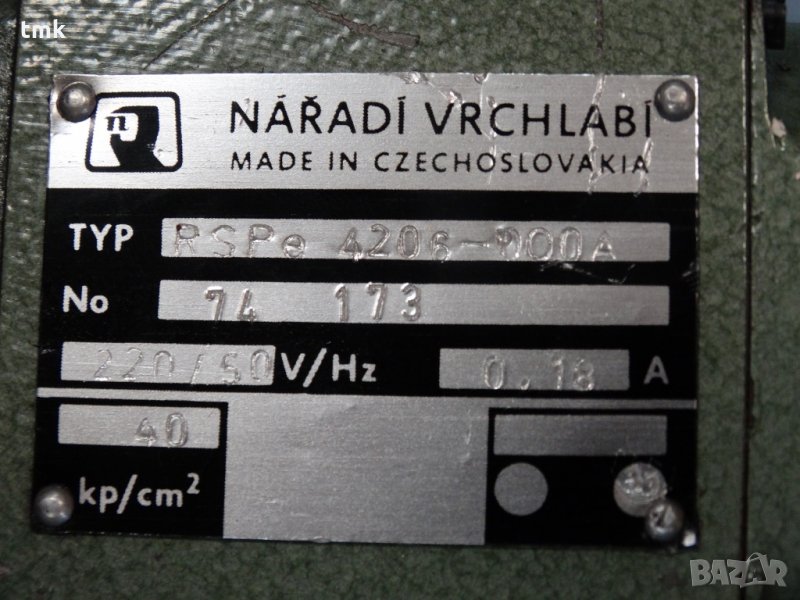 tmk
n
NÁŘADÍ VRCHLABÍ
MADE IN CZECHOSLOVAKIA
TYP RSPe 4206-900A
No 74 173
220/50 V/Hz 0.18 A
40
kp/cm²
BAZAR